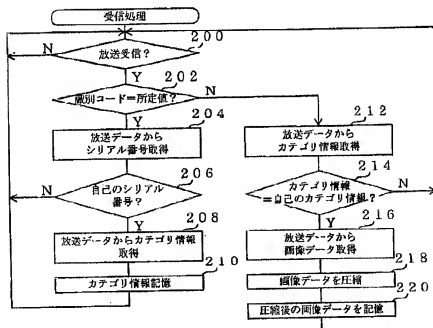 受信処理
200
放送受信?
N
Y
202
識別コード=所定値?
N
Y
204
放送データから
シリアル番号取得
206
自己のシリアル
番号?
N
Y
208
放送データからカテゴリ情報
取得
210
カテゴリ情報記憶
212
放送データから
カテゴリ情報取得
214
カテゴリ情報
=自己のカテゴリ情報?
N
Y
216
放送データから
画像データ取得
218
画像データを圧縮
220
圧縮後の画像データを記憶